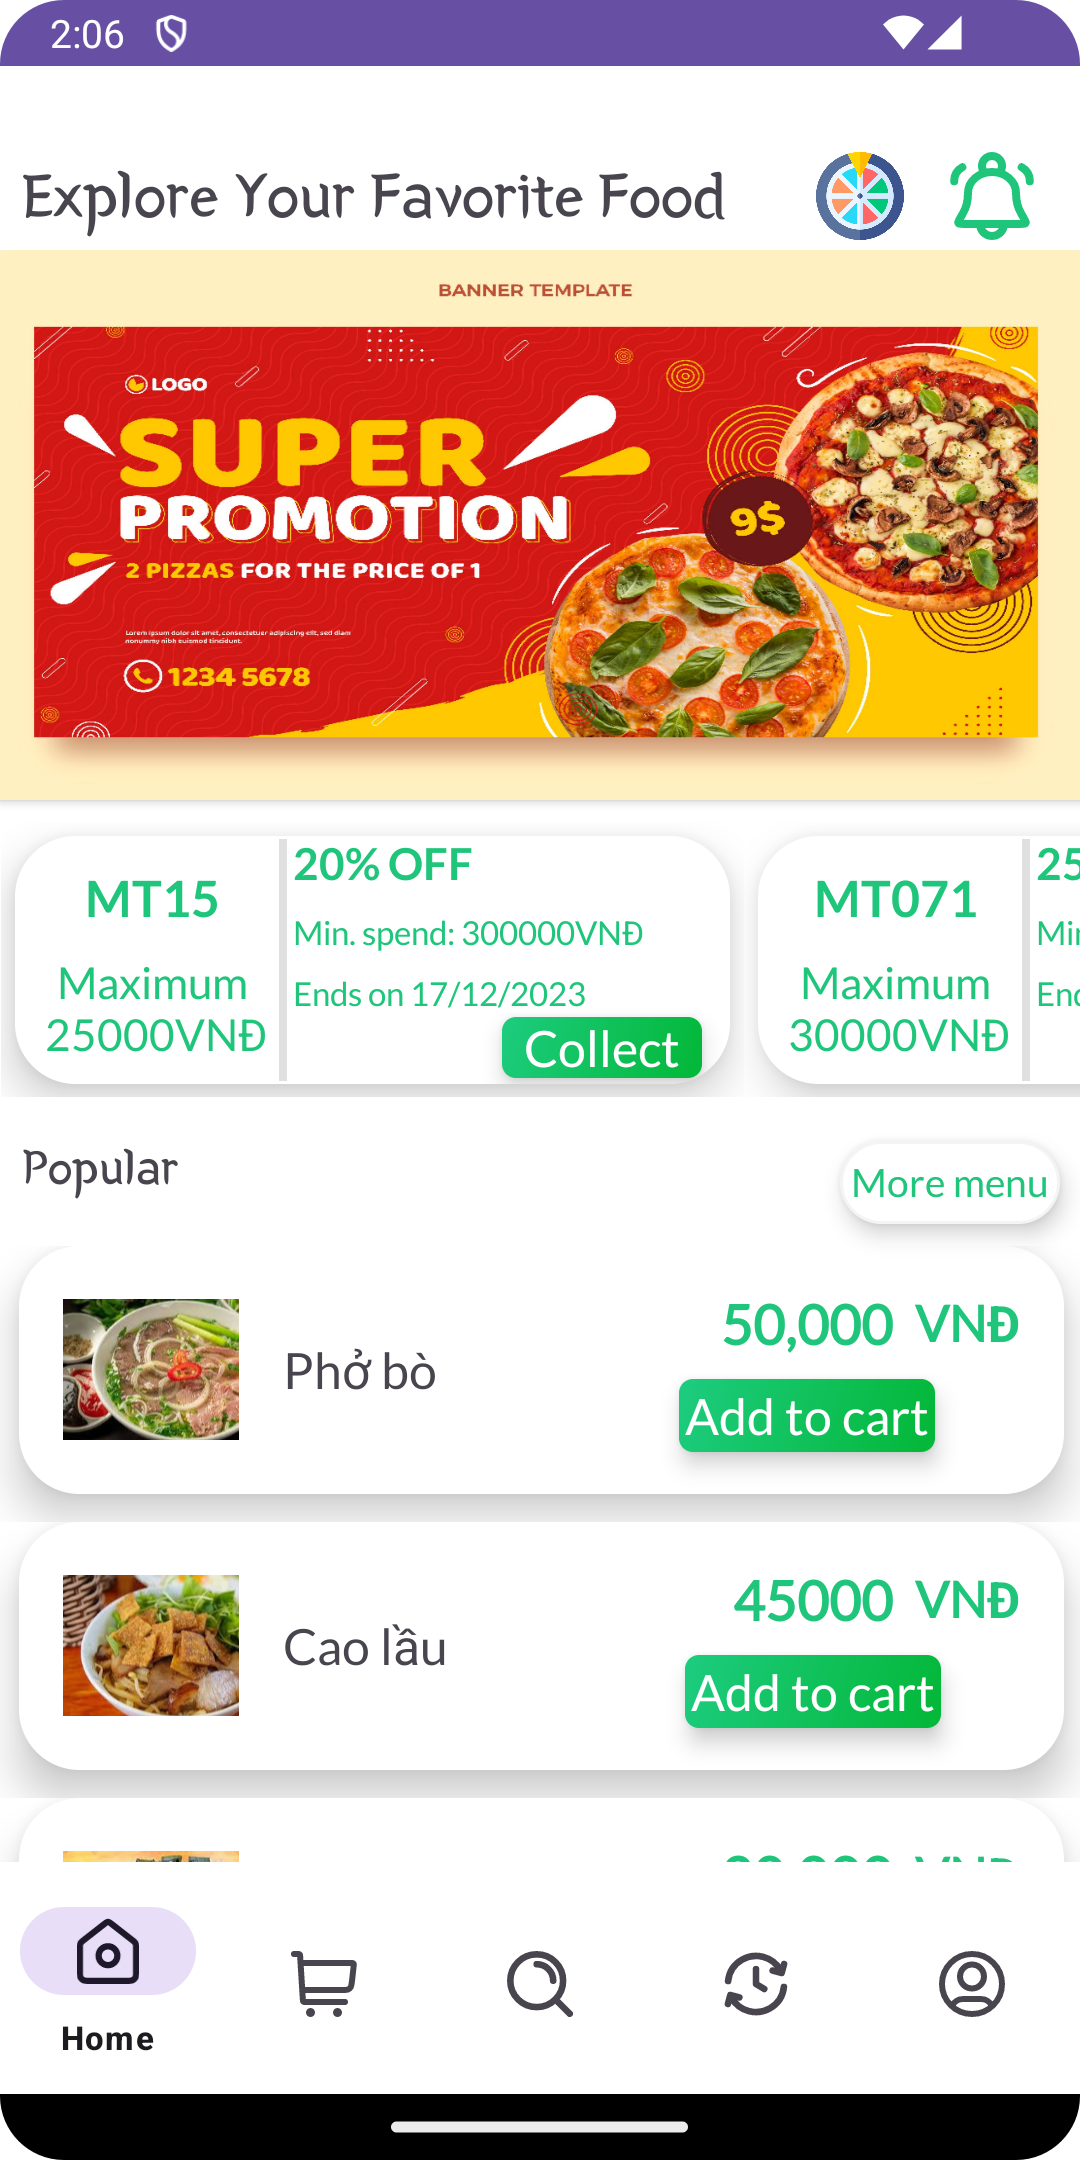 2:06
Explore Your Favorite Food
BANNER TEMPLATE
LOGO
SUPER
PROMOTION
9$
2 PIZZAS FOR THE PRICE OF 1
Lorem ipsum dolor sit amet, consectetuer adipiscing elit, sed diam
nonummy nibh euismod tincidunt.
1234 5678
MT15
Maximum
25000VNĐ
20% OFF
Min. spend: 300000VNĐ
Ends on 17/12/2023
Collect
MT071
Maximum
30000VNĐ
25
Popular
More menu
Phở bò
50,000 VNĐ
Add to cart
Cao lầu
45000 VNĐ
Add to cart
Home